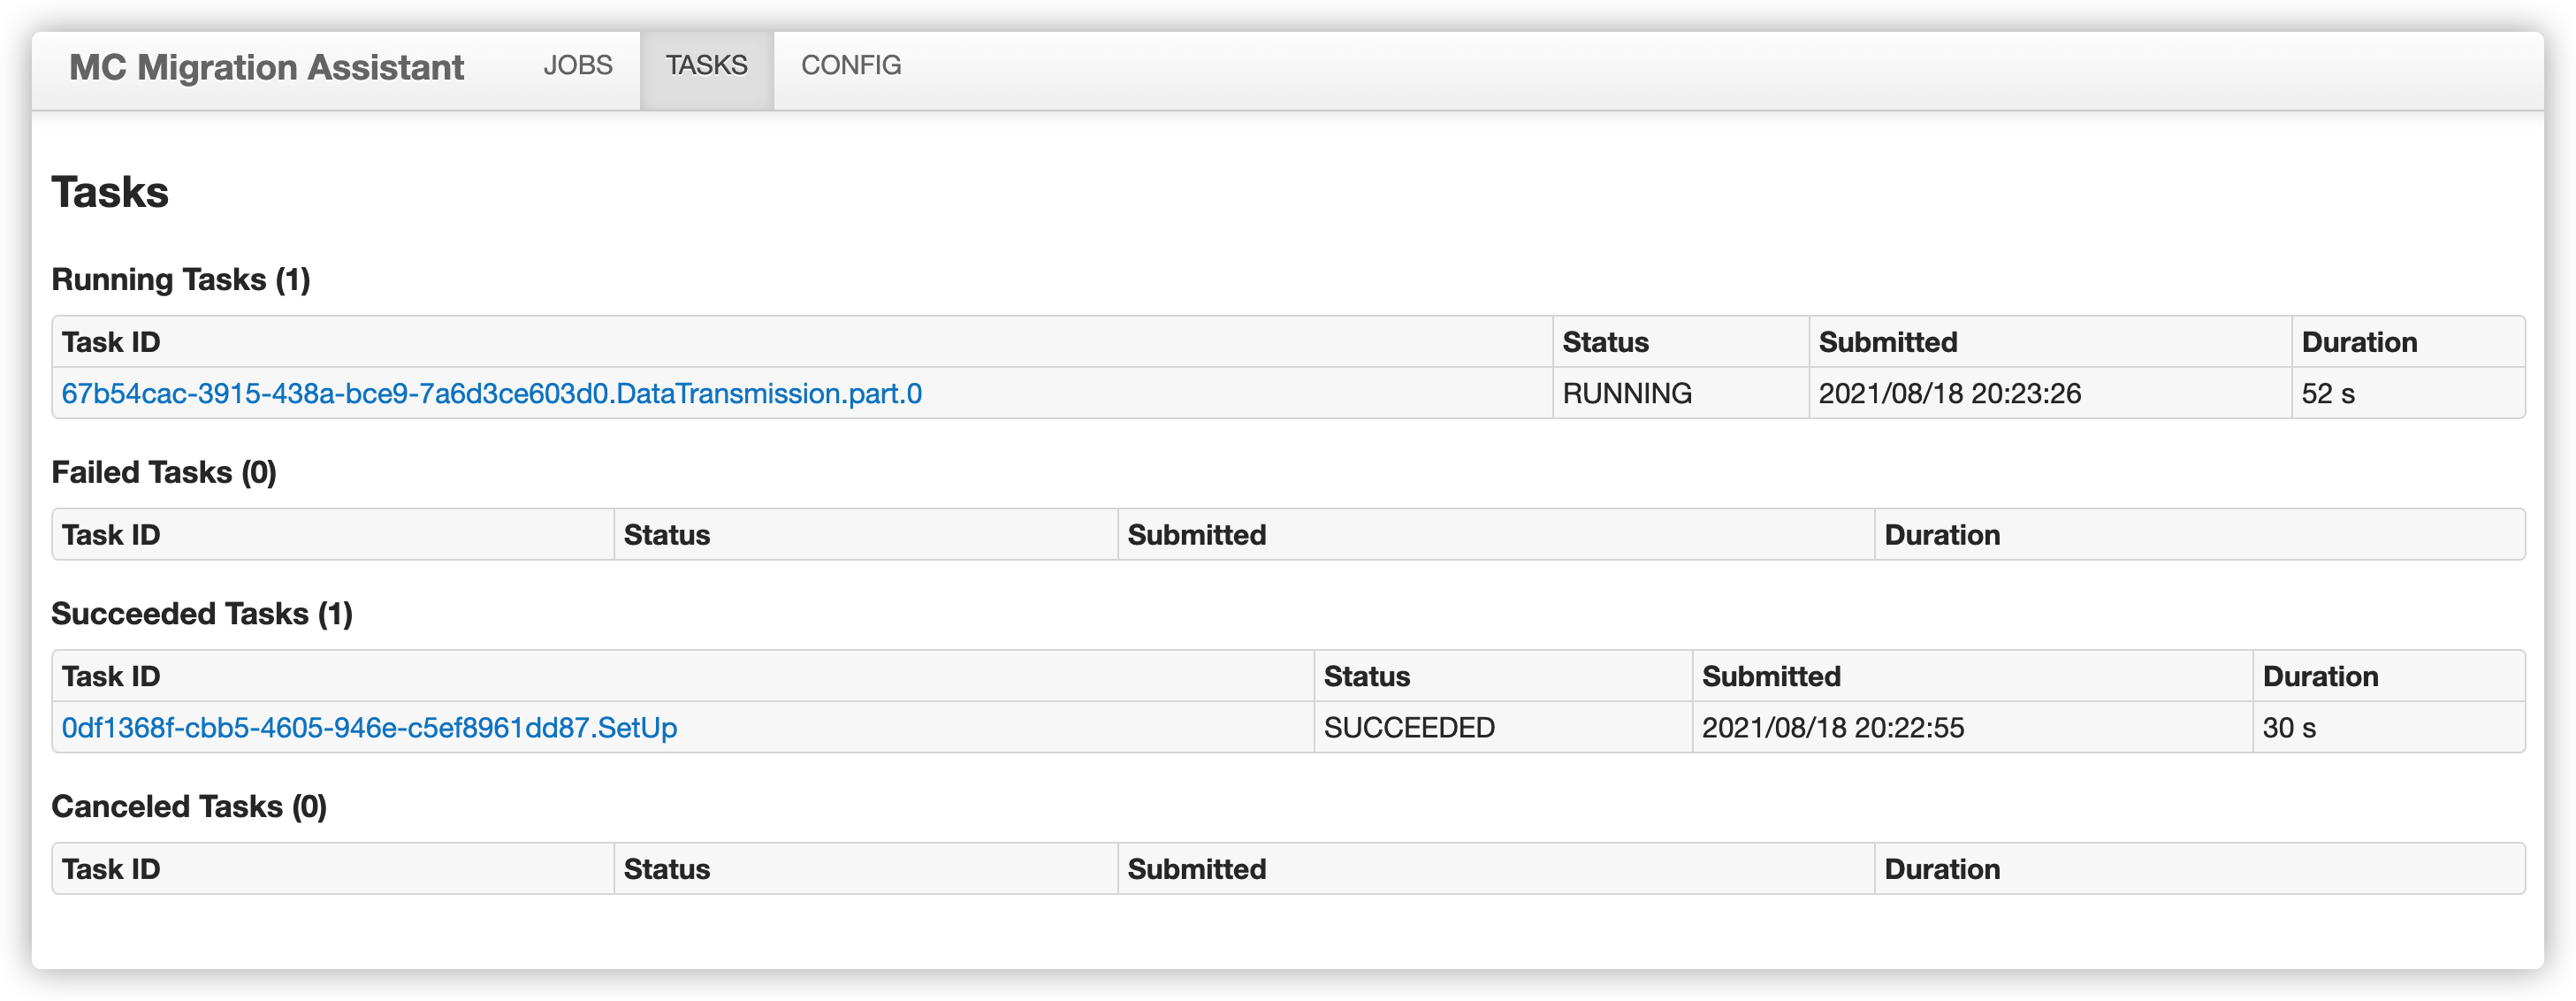 MC Migration Assistant JOBS TASKS CONFIG
Tasks
Running Tasks (1)
Task ID Status Submitted Duration
67b54cac-3915-438a-bce9-7a6d3ce603d0.DataTransmission.part.0 RUNNING 2021/08/18 20:23:26 52 s
Failed Tasks (0)
Task ID Status Submitted Duration
Succeeded Tasks (1)
Task ID Status Submitted Duration
0df1368f-cbb5-4605-946e-c5ef8961dd87.SetUp SUCCEEDED 2021/08/18 20:22:55 30 s
Canceled Tasks (0)
Task ID Status Submitted Duration